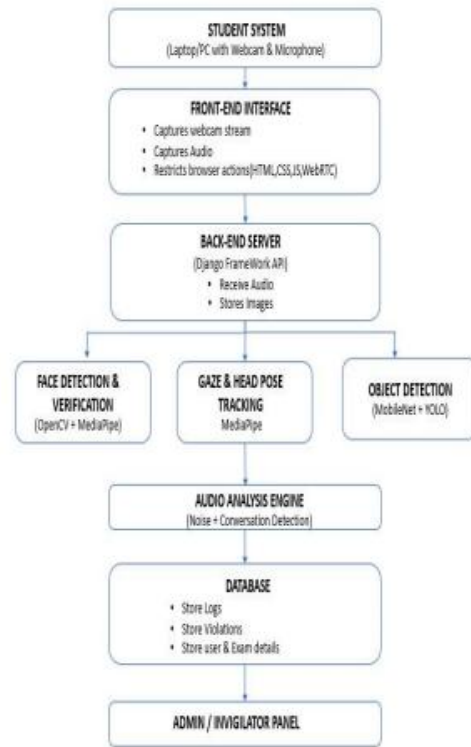 STUDENT SYSTEM
(Laptop/PC with Webcam & Microphone)
FRONT-END INTERFACE
• Captures webcam stream
• Captures Audio
• Restricts browser actions(HTML,CSS,JS,WebRTC)
BACK-END SERVER
(Django FrameWork API)
• Receive Audio
• Stores Images
FACE DETECTION &
VERIFICATION
(OpenCV + MediaPipe)
GAZE & HEAD POSE
TRACKING
MediaPipe
OBJECT DETECTION
(MobileNet + YOLO)
AUDIO ANALYSIS ENGINE
(Noise + Conversation Detection)
DATABASE
• Store Logs
• Store Violations
• Store user & Exam details
ADMIN / INVIGILATOR PANEL